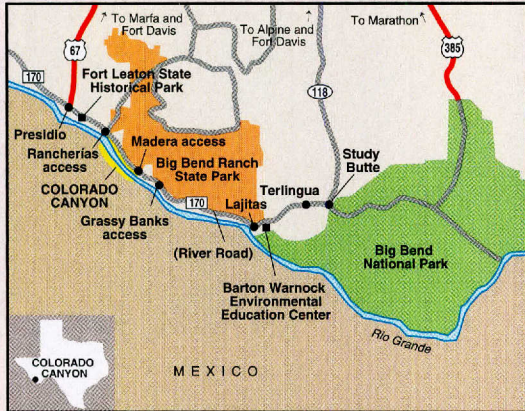 To Marfa and
Fort Davis
To Alpine and
Fort Davis
To Marathon
67
385
170
118
Fort Leaton State
Historical Park
Presidio
Madera access
Rancherías
access
Big Bend Ranch
State Park
Study
Butte
COLORADO
CANYON
Terlingua
170
Lajitas
Grassy Banks
access
(River Road)
Big Bend
National Park
Barton Warnock
Environmental
Education Center
Rio Grande
MEXICO
COLORADO
CANYON